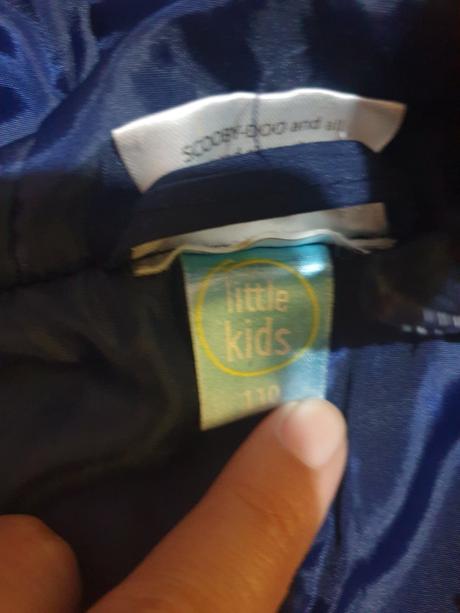 SCOOBY-DOO and all
little
kids
110